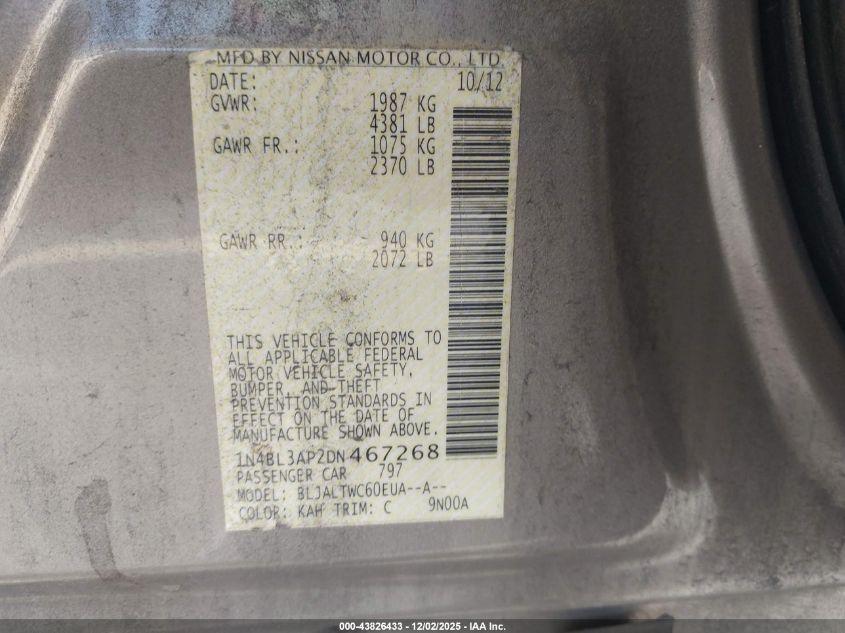 MFD BY NISSAN MOTOR CO., LTD
DATE: 10/12
GVWR: 1987 KG
4381 LB
GAWR FR.: 1075 KG
2370 LB
GAWR RR.: 940 KG
2072 LB
THIS VEHICLE CONFORMS TO
ALL APPLICABLE FEDERAL
MOTOR VEHICLE SAFETY,
BUMPER, AND THEFT
PREVENTION STANDARDS IN
EFFECT ON THE DATE OF
MANUFACTURE SHOWN ABOVE.
1N4BL3AP2DN467268
PASSENGER CAR 797
MODEL: BLJALTWC60EUA--A--
COLOR: KAH TRIM: C 9N00A
000-43826433 - 12/02/2025 - IAA Inc.